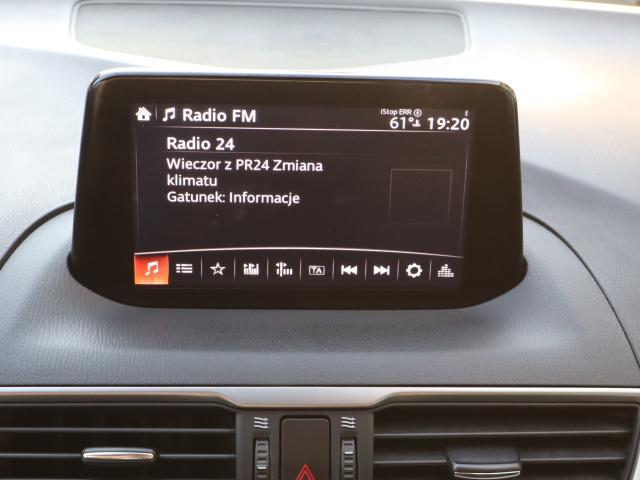 Radio FM
iStop ERR
61° 19:20
Radio 24
Wieczor z PR24 Zmiana
klimatu
Gatunek: Informacje
TA